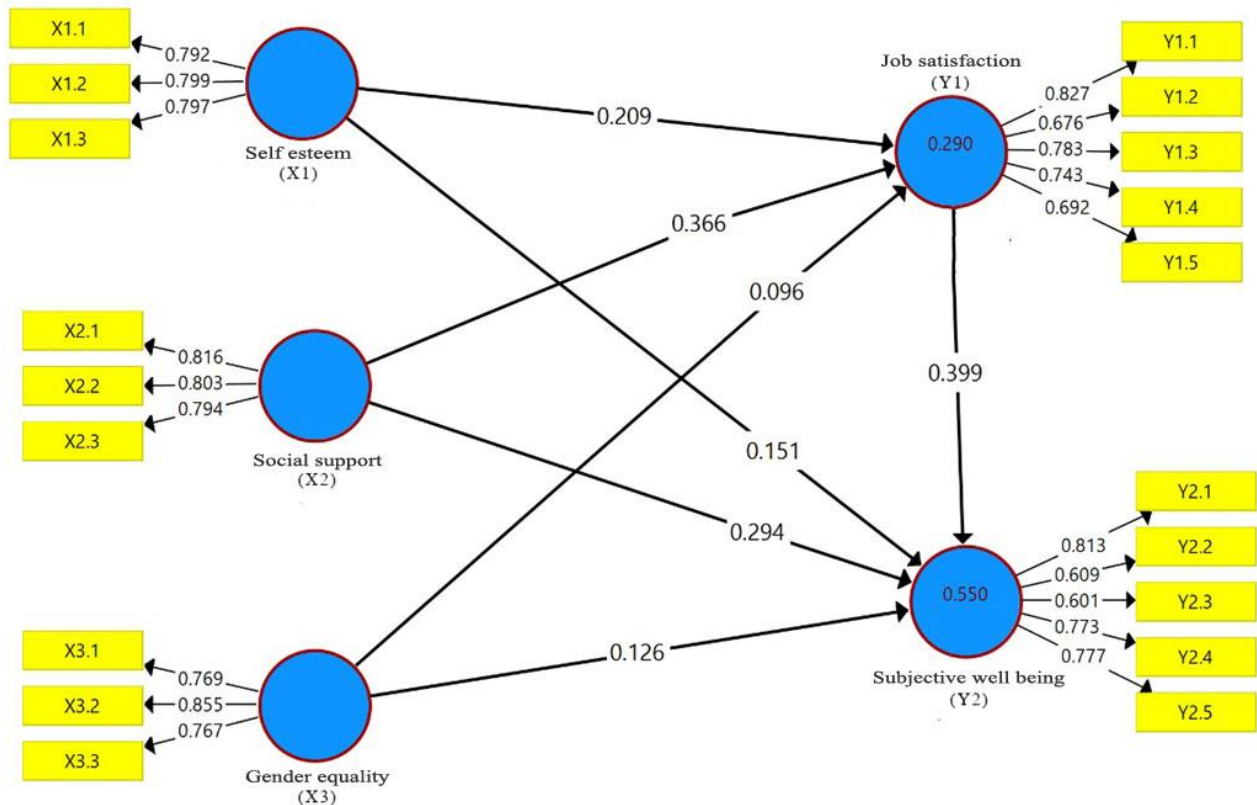 X1.1
0.792
X1.2
0.799
X1.3
0.797
Self esteem
(X1)
X2.1
0.816
X2.2
0.803
X2.3
0.794
Social support
(X2)
X3.1
0.769
X3.2
0.855
X3.3
0.767
Gender equality
(X3)
0.209
0.366
0.096
0.151
0.294
0.126
0.399
Job satisfaction
(Y1)
0.290
Y1.1
0.827
Y1.2
0.676
Y1.3
0.783
Y1.4
0.743
Y1.5
0.692
0.550
Subjective well being
(Y2)
Y2.1
0.813
Y2.2
0.609
Y2.3
0.601
Y2.4
0.773
Y2.5
0.777